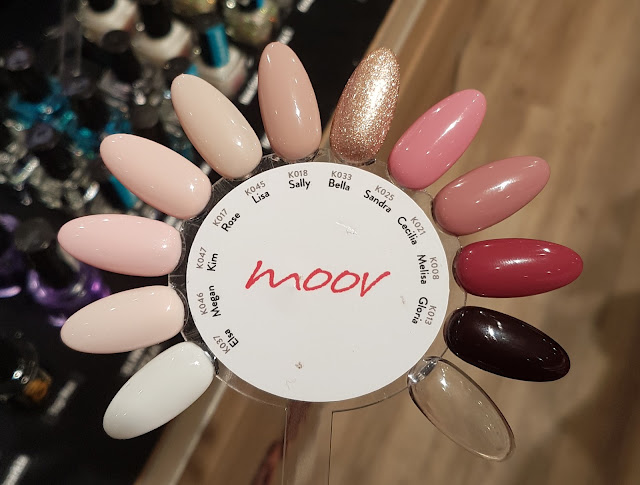 K037
Elsa
K046
Megan
K047
Kim
K017
Rose
K045
Lisa
K018
Sally
K033
Bella
K025
Sandra
K021
Cecilia
K008
Melisa
K013
Gloria
moov